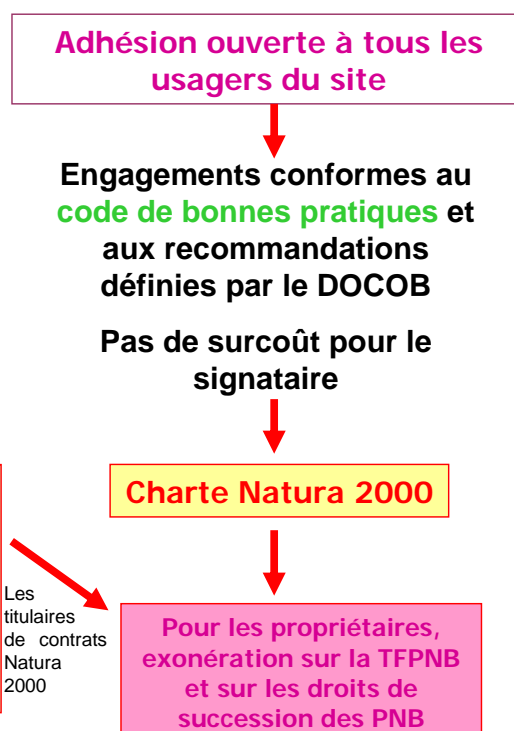 Adhésion ouverte à tous les
usagers du site
Engagements conformes au
code de bonnes pratiques et
aux recommandations
définies par le DOCOB
Pas de surcoût pour le
signataire
Charte Natura 2000
Les
titulaires
de contrats
Natura
2000
Pour les propriétaires,
exonération sur la TFPNB
et sur les droits de
succession des PNB